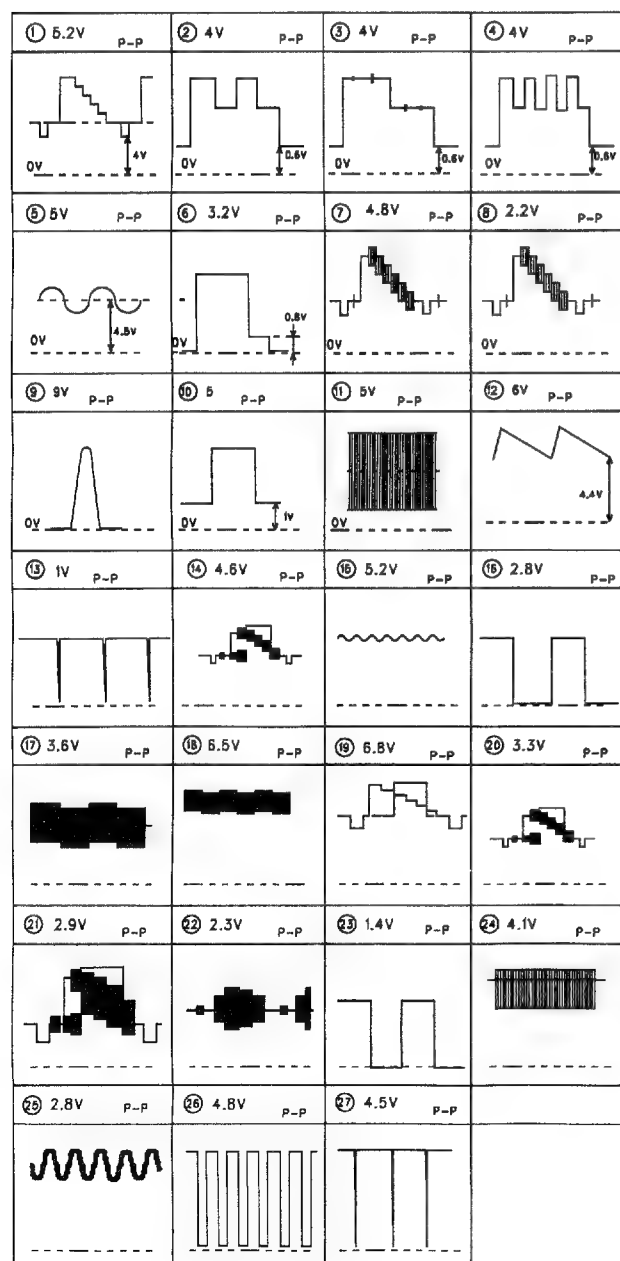 ① 5.2V P-P
4V
② 4V P-P
0V 0.6V
③ 4V P-P
0V 0.6V
④ 4V P-P
0V 0.6V
0V
⑤ 5V P-P
4.5V
0V
⑥ 3.2V P-P
0V 0.8V
⑦ 4.8V P-P
0V
⑧ 2.2V P-P
0V
⑨ 9V P-P
0V
⑩ 5 P-P
0V 1V
⑪ 5V P-P
0V
⑫ 6V P-P
4.4V
⑬ 1V P-P
⑭ 4.6V P-P
⑮ 5.2V P-P
⑯ 2.8V P-P
⑰ 3.6V P-P
⑱ 6.5V P-P
⑲ 6.8V P-P
⑳ 3.3V P-P
㉑ 2.9V P-P
㉒ 2.3V P-P
㉓ 1.4V P-P
㉔ 4.1V P-P
㉕ 2.8V P-P
㉖ 4.8V P-P
㉗ 4.5V P-P